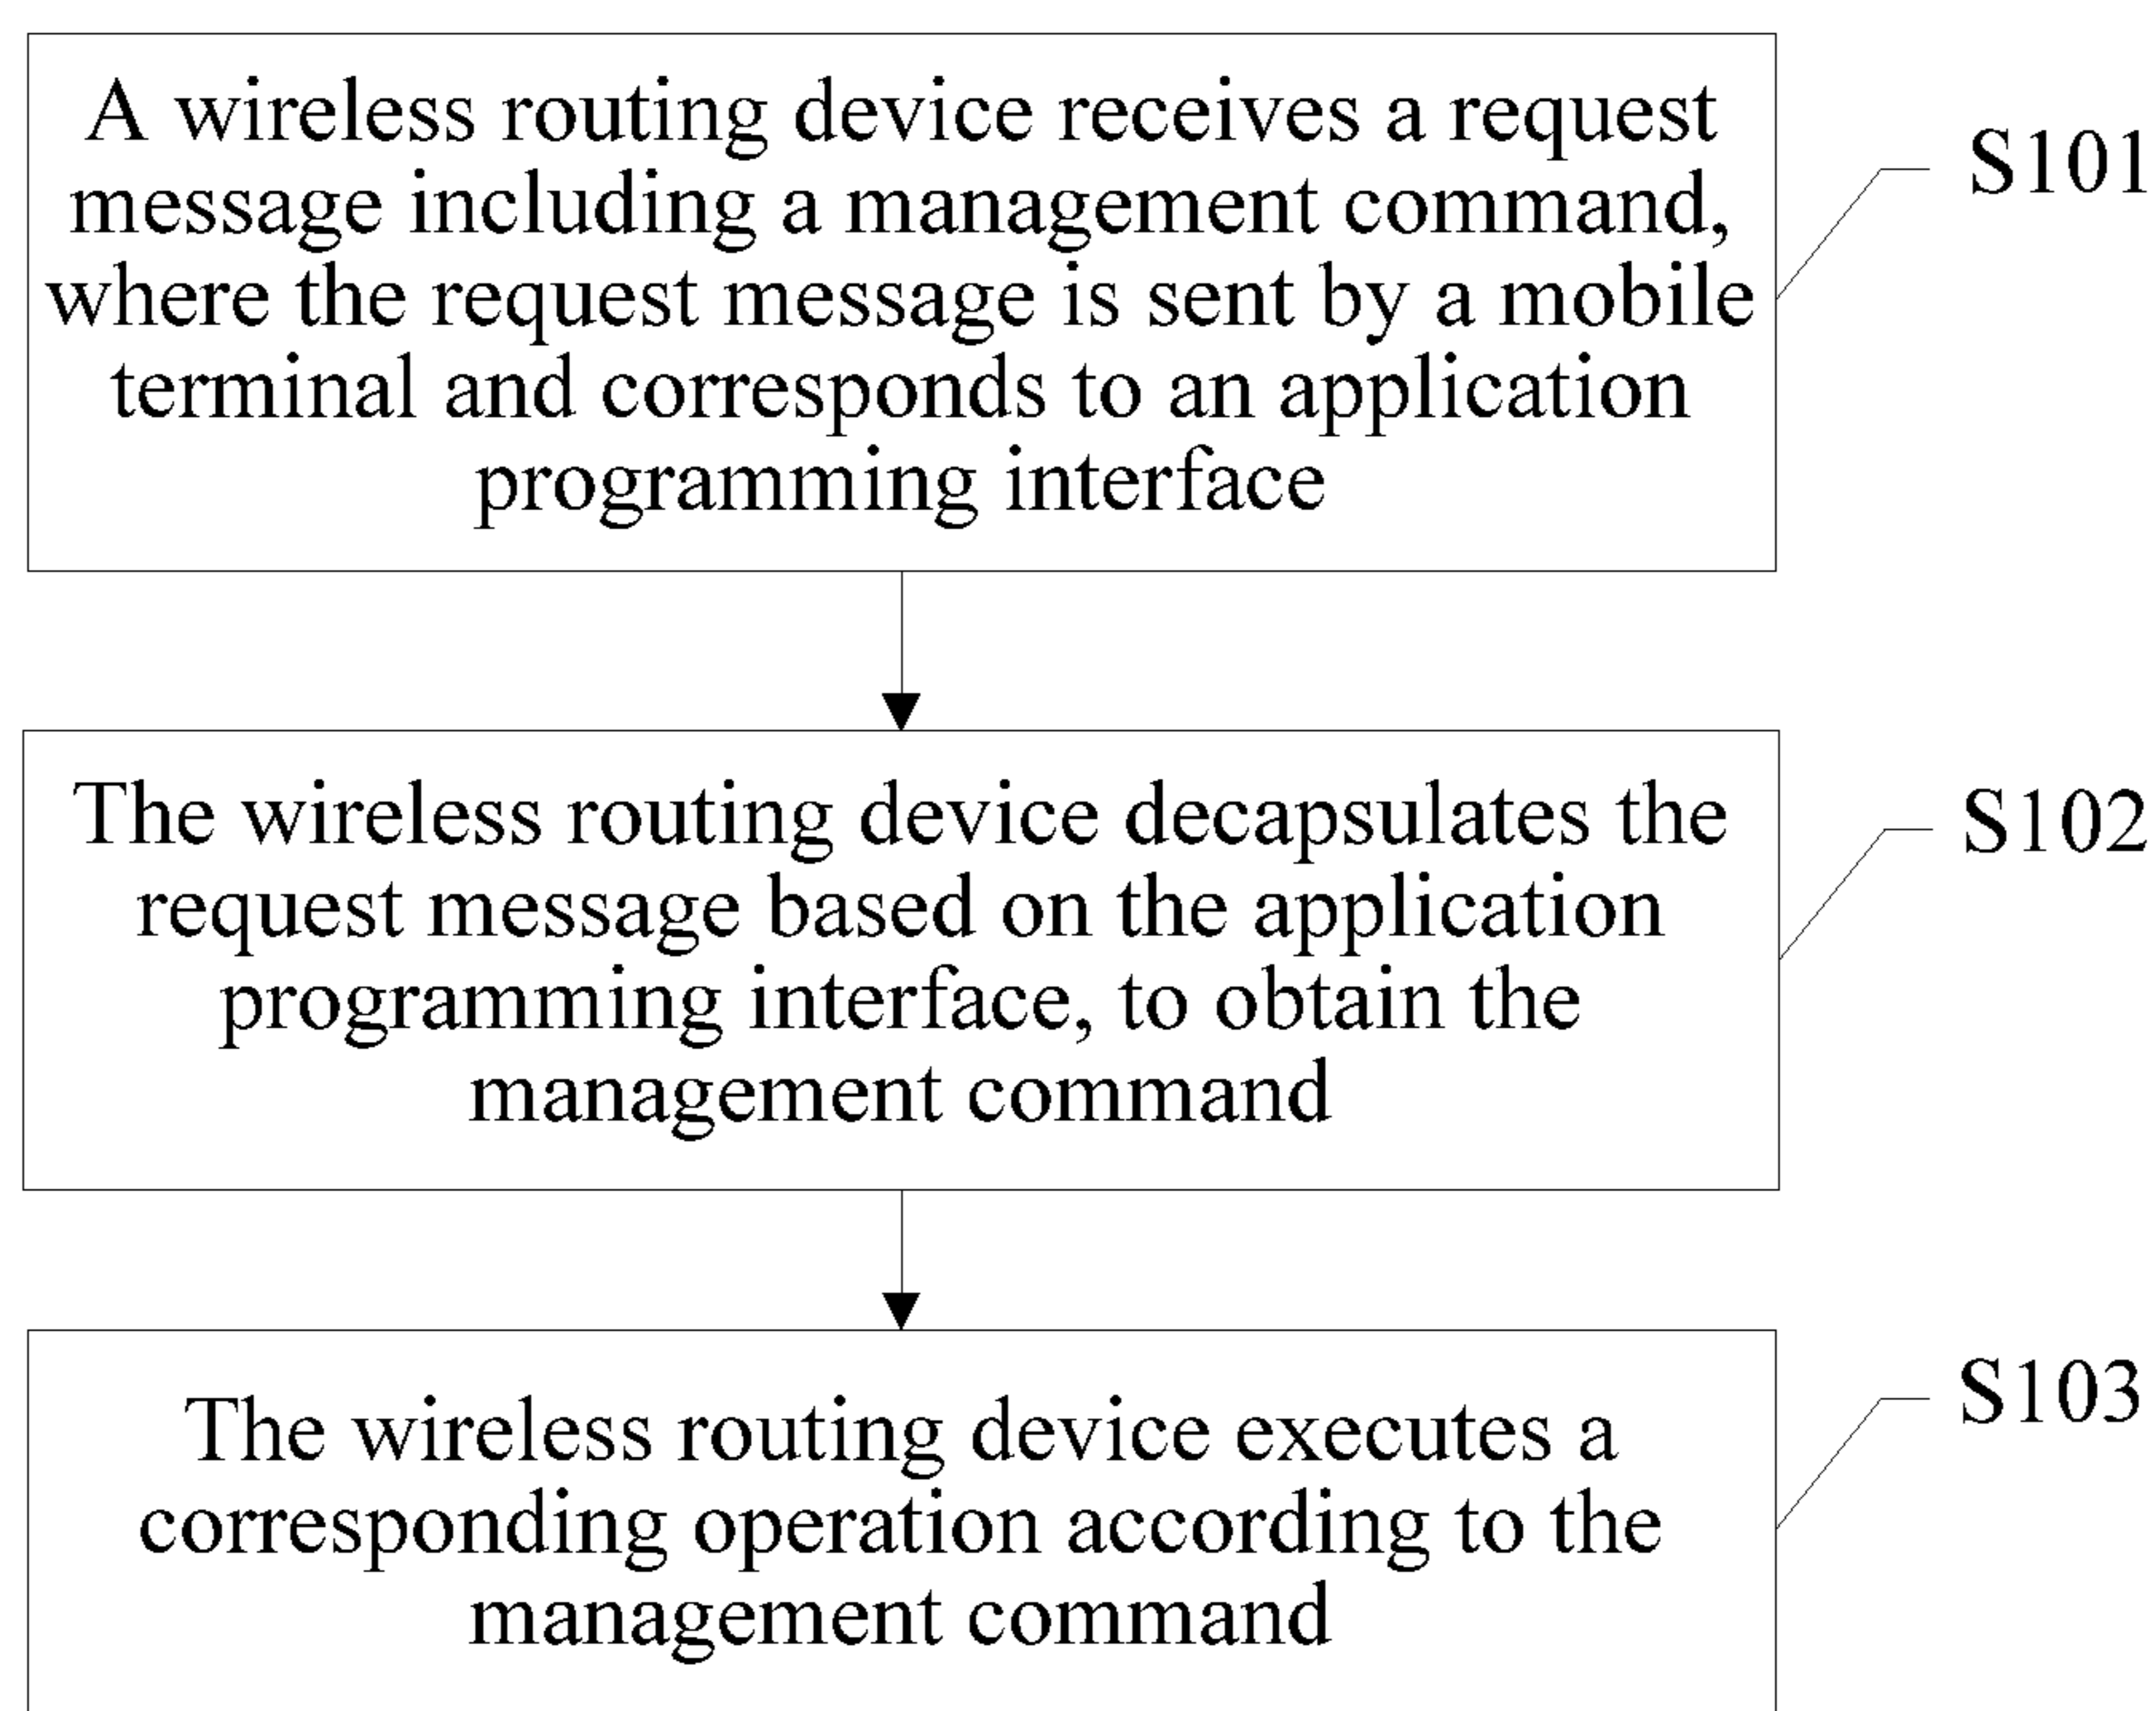 A wireless routing device receives a request
message including a management command,
where the request message is sent by a mobile
terminal and corresponds to an application
programming interface
S101
The wireless routing device decapsulates the
request message based on the application
programming interface, to obtain the
management command
S102
The wireless routing device executes a
corresponding operation according to the
management command
S103